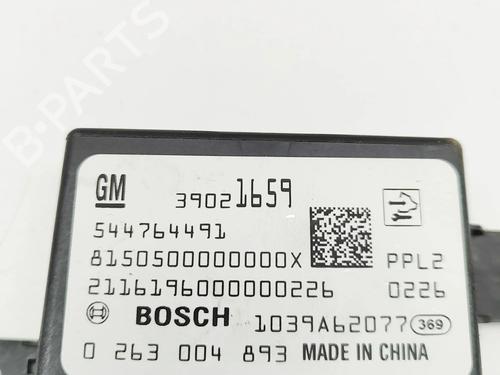 B-PARTS
GM
39021659
544764491
8150500000000X PPL2
2116196000000226 0226
BOSCH 1039A62077 369
0 263 004 893 MADE IN CHINA